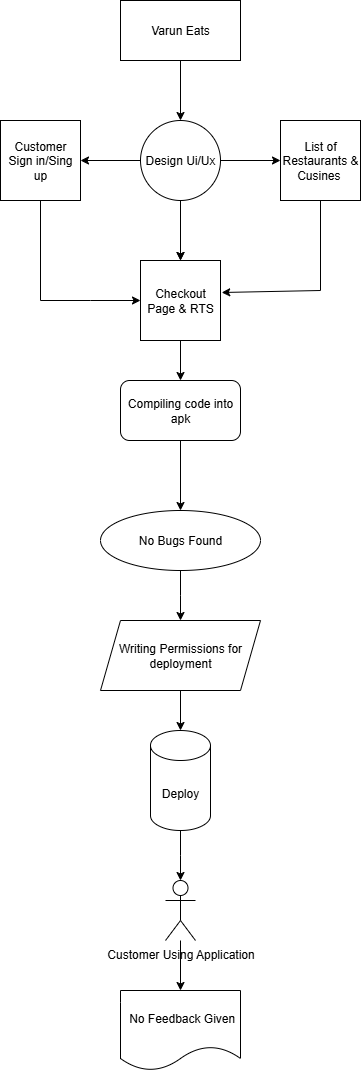 Varun Eats
Customer
Sign in/Sing
up
Design Ui/Ux
List of
Restaurants &
Cusines
Checkout
Page & RTS
Compiling code into
apk
No Bugs Found
Writing Permissions for
deployment
Deploy
Customer Using Application
No Feedback Given